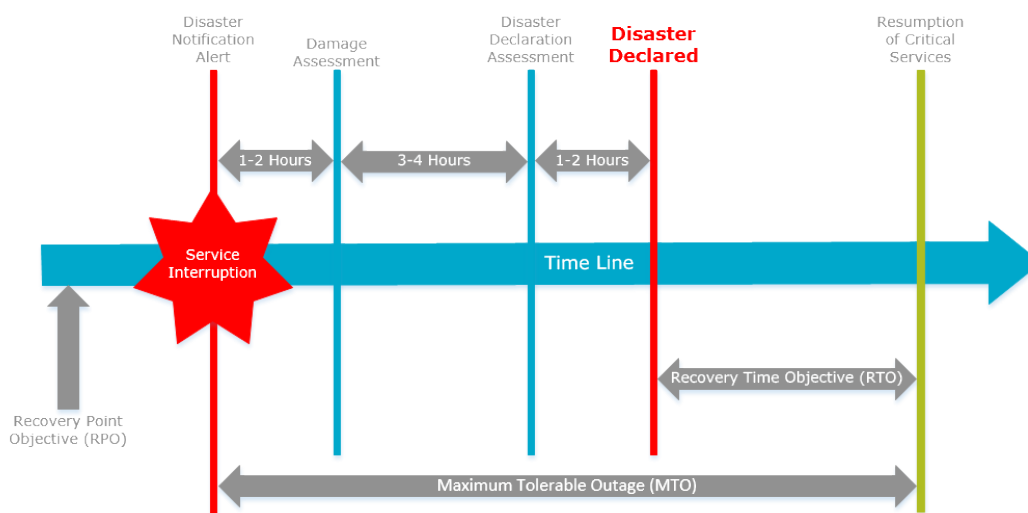 Disaster
Notification
Alert
Damage
Assessment
Disaster
Declaration
Assessment
Disaster
Declared
Resumption
of Critical
Services
1-2 Hours
3-4 Hours
1-2 Hours
Service
Interruption
Time Line
Recovery Time Objective (RTO)
Recovery Point
Objective (RPO)
Maximum Tolerable Outage (MTO)